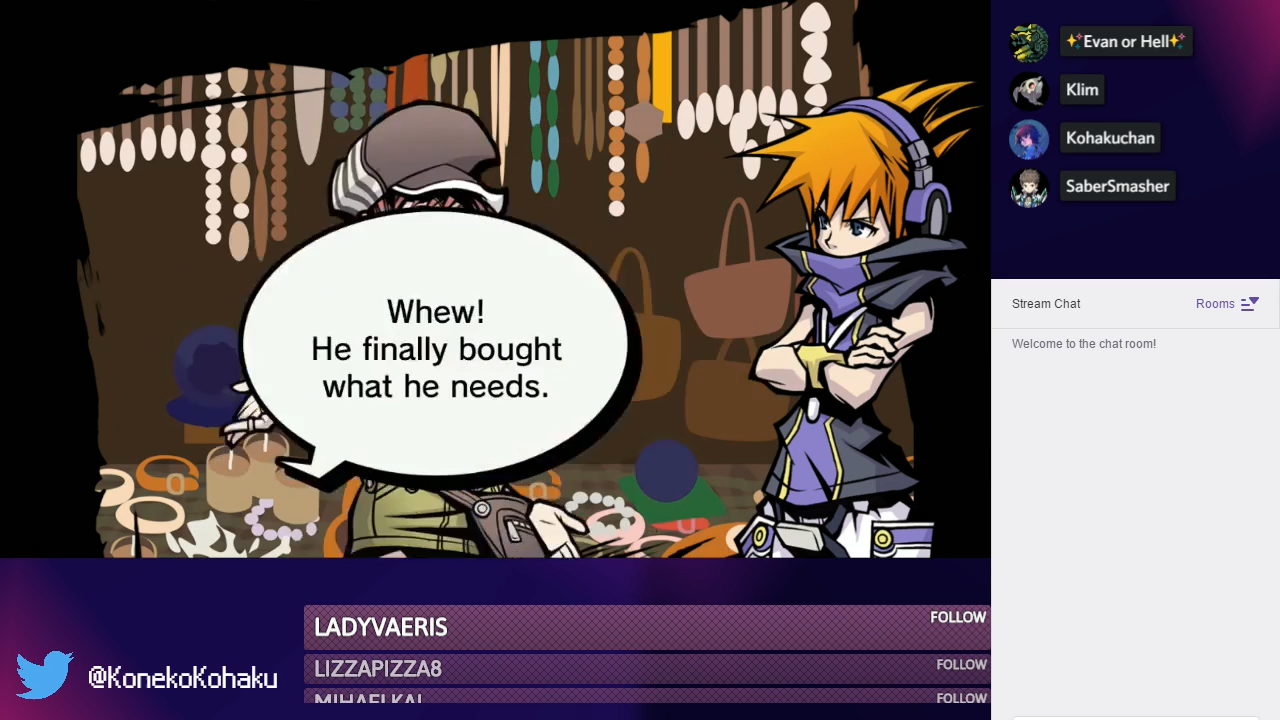 ✨Evan or Hell✨
Klim
Kohakuchan
SaberSmasher
Stream Chat
Rooms
Welcome to the chat room!
Whew!
He finally bought
what he needs.
LADYVAERIS FOLLOW
LIZZAPIZZA8 FOLLOW
MIHAELKAI FOLLOW
@KonekoKohaku